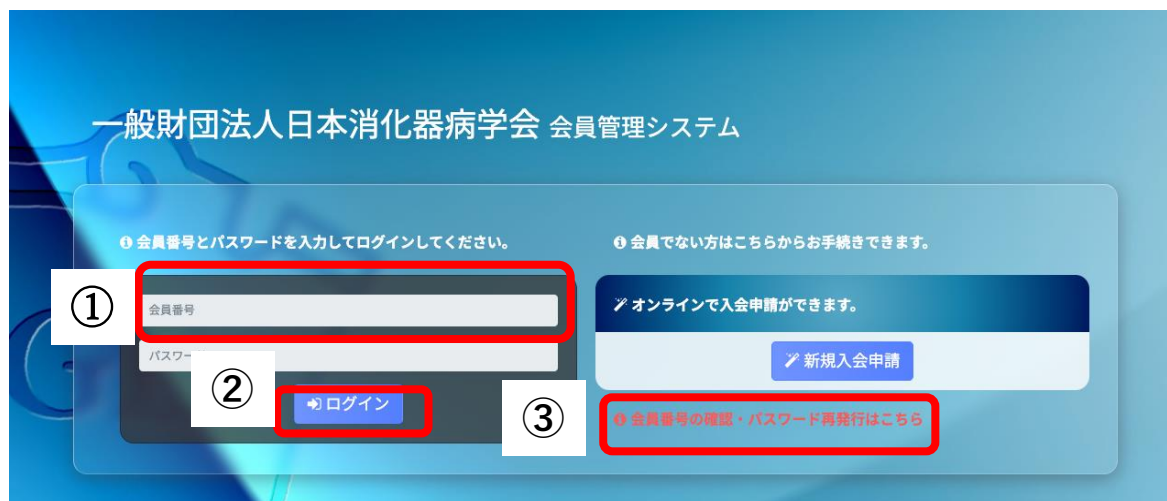 一般財団法人日本消化器病学会 会員管理システム
会員番号とパスワードを入力してログインしてください。
①
会員番号
パスワー
②
ログイン
会員でない方はこちらからお手続きできます。
オンラインで入会申請ができます。
新規入会申請
③
会員番号の確認・パスワード再発行はこちら